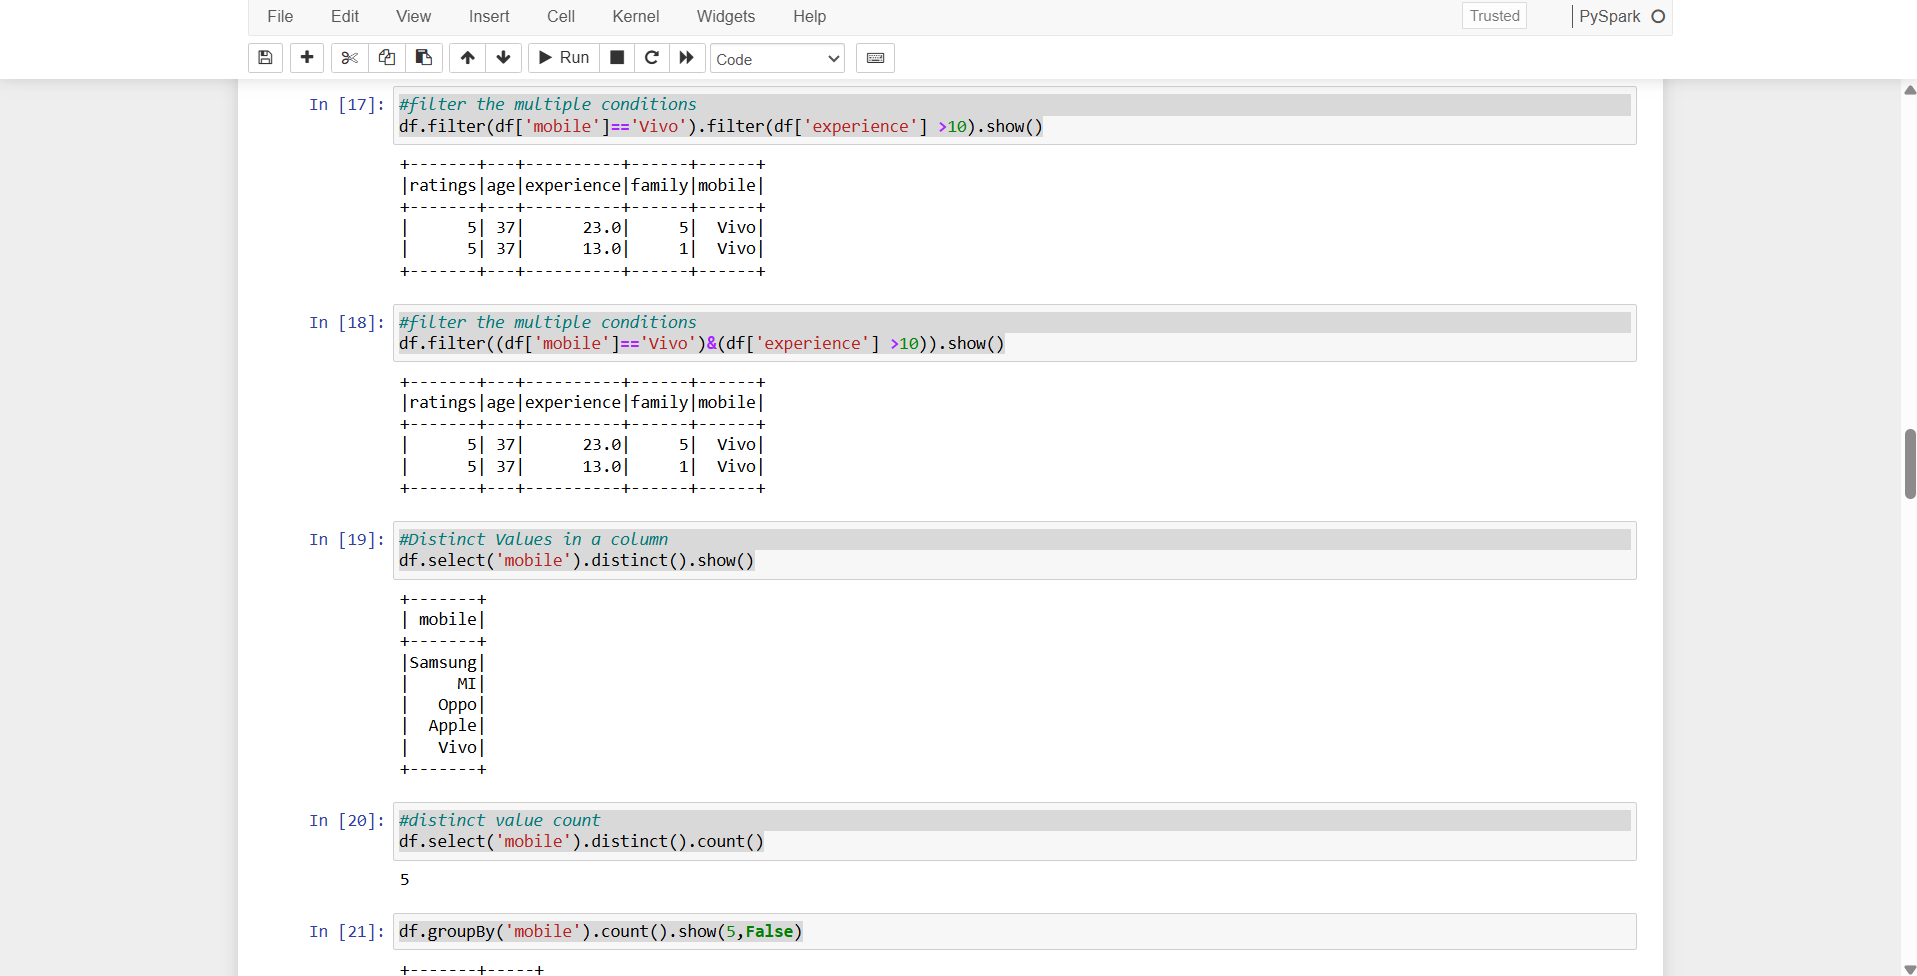 File Edit View Insert Cell Kernel Widgets Help Trusted PySpark
Run Code
In [17]: #filter the multiple conditions
df.filter(df['mobile']=='Vivo').filter(df['experience'] >10).show()
+-------+---+----------+------+------+
|ratings|age|experience|family|mobile|
+-------+---+----------+------+------+
|      5| 37|      23.0|     5|  Vivo|
|      5| 37|      13.0|     1|  Vivo|
+-------+---+----------+------+------+
In [18]: #filter the multiple conditions
df.filter((df['mobile']=='Vivo')&(df['experience'] >10)).show()
+-------+---+----------+------+------+
|ratings|age|experience|family|mobile|
+-------+---+----------+------+------+
|      5| 37|      23.0|     5|  Vivo|
|      5| 37|      13.0|     1|  Vivo|
+-------+---+----------+------+------+
In [19]: #Distinct Values in a column
df.select('mobile').distinct().show()
+-------+
| mobile|
+-------+
|Samsung|
|     MI|
|   Oppo|
|  Apple|
|   Vivo|
+-------+
In [20]: #distinct value count
df.select('mobile').distinct().count()
5
In [21]: df.groupBy('mobile').count().show(5,False)
+-------+-----+